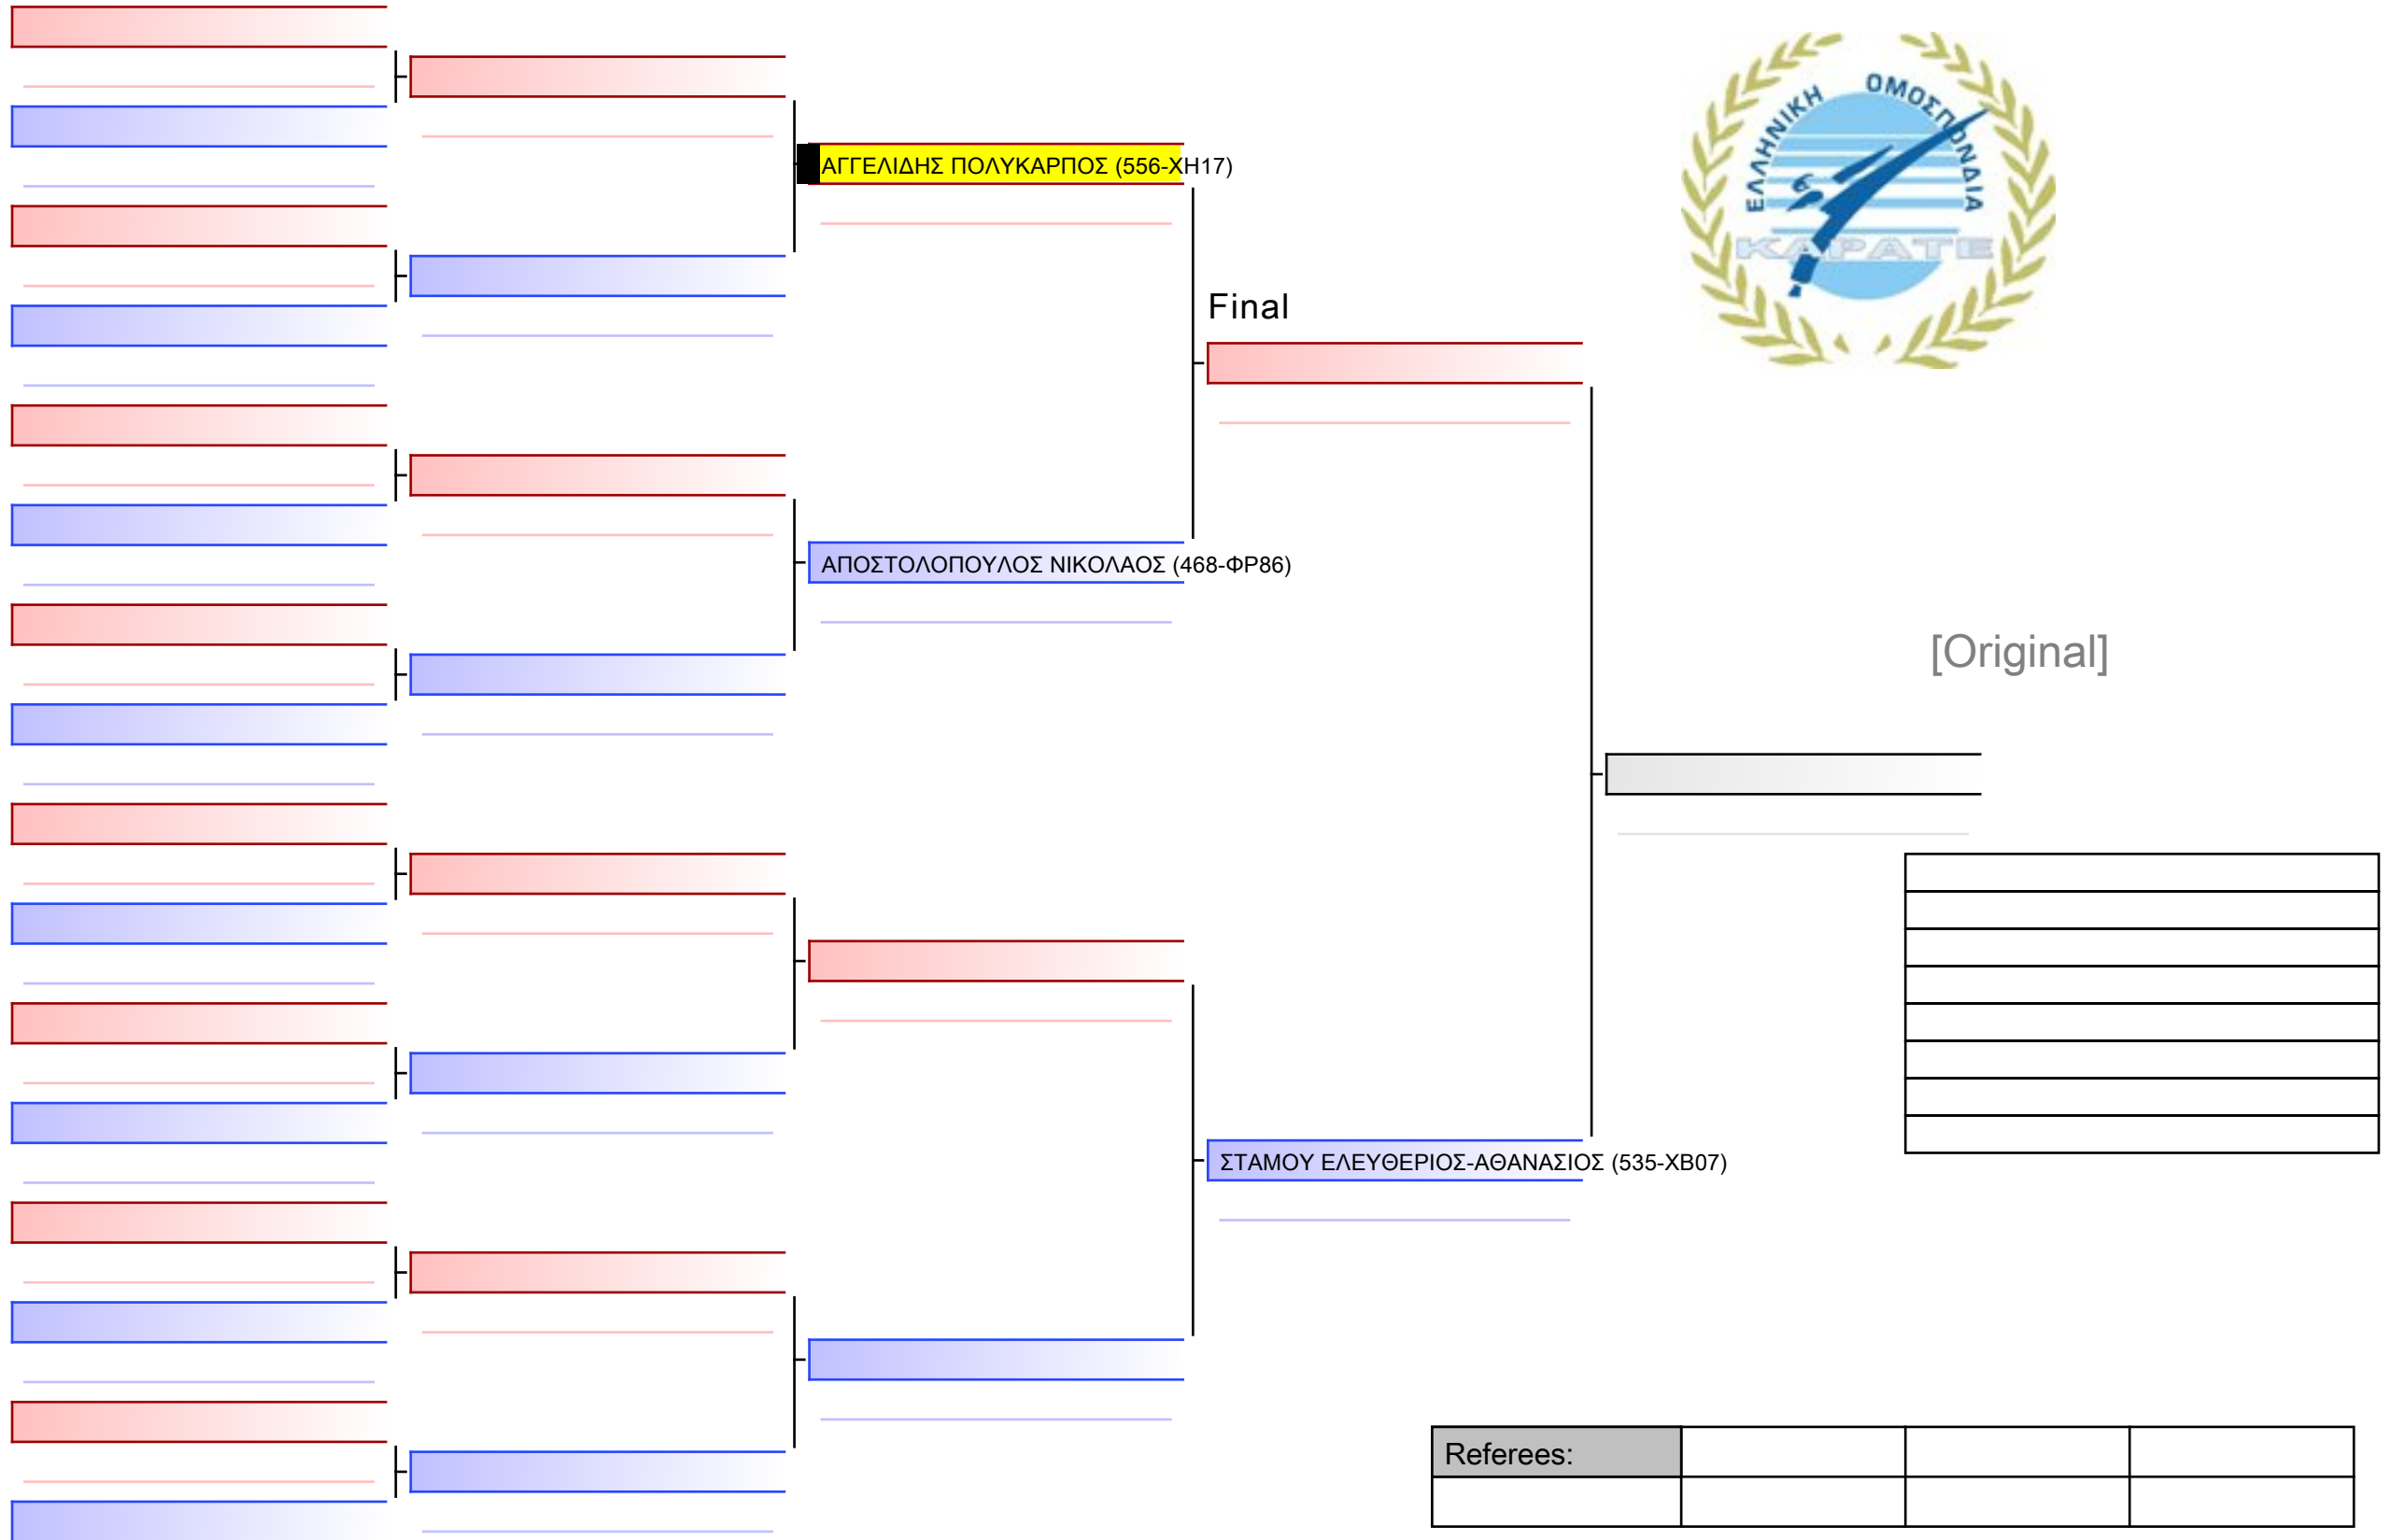 ΕΛΛΗΝΙΚΗ ΟΜΟΣΠΟΝΔΙΑ
ΚΑΡΑΤΕ
ΑΓΓΕΛΙΔΗΣ ΠΟΛΥΚΑΡΠΟΣ (556-ΧΗ17)
Final
ΑΠΟΣΤΟΛΟΠΟΥΛΟΣ ΝΙΚΟΛΑΟΣ (468-ΦΡ86)
[Original]
ΣΤΑΜΟΥ ΕΛΕΥΘΕΡΙΟΣ-ΑΘΑΝΑΣΙΟΣ (535-ΧΒ07)
Referees: